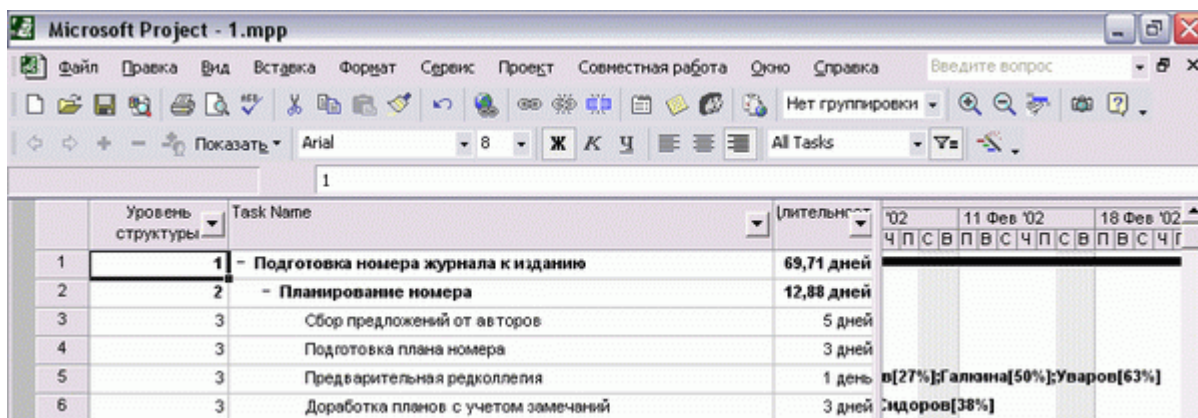 Microsoft Project - 1.mpp
Файл Правка Вид Вставка Формат Сервис Проект Совместная работа Окно Справка Введите вопрос
Нет группировки
Показать Arial 8 Ж К Ч All Tasks
1
Уровень структуры Task Name Длительност '02 11 Фев '02 18 Фев '02
Ч П С В П В С Ч П С В П В С Ч П
1 1 - Подготовка номера журнала к изданию 69,71 дней
2 2 - Планирование номера 12,88 дней
3 3 Сбор предложений от авторов 5 дней
4 3 Подготовка плана номера 3 дней
5 3 Предварительная редколлегия 1 день в[27%];Галкина[50%];Уваров[63%]
6 3 Доработка планов с учетом замечаний 3 дней Сидоров[38%]